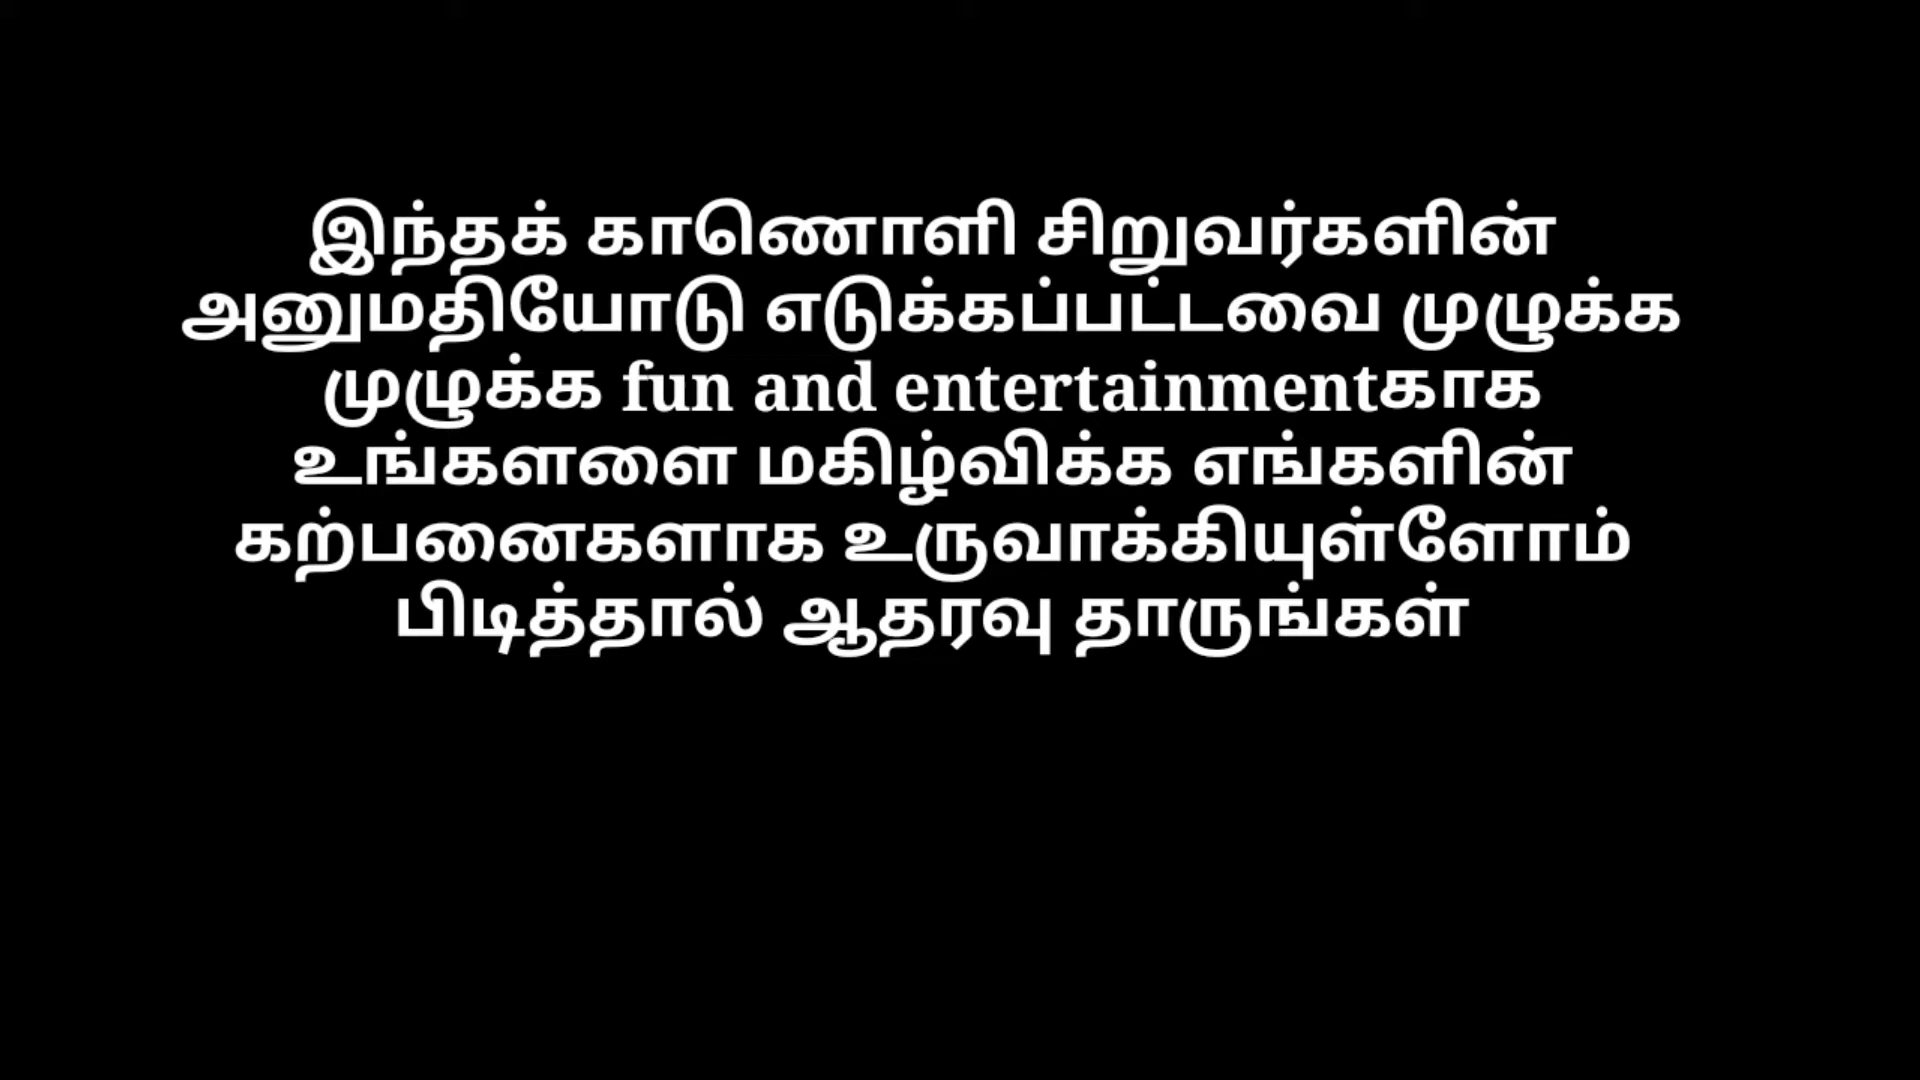 இந்தக் காணொளி சிறுவர்களின்
அனுமதியோடு எடுக்கப்பட்டவை முழுக்க
முழுக்க fun and entertainmentகாக
உங்களளை மகிழ்விக்க எங்களின்
கற்பனைகளாக உருவாக்கியுள்ளோம்
பிடித்தால் ஆதரவு தாருங்கள்